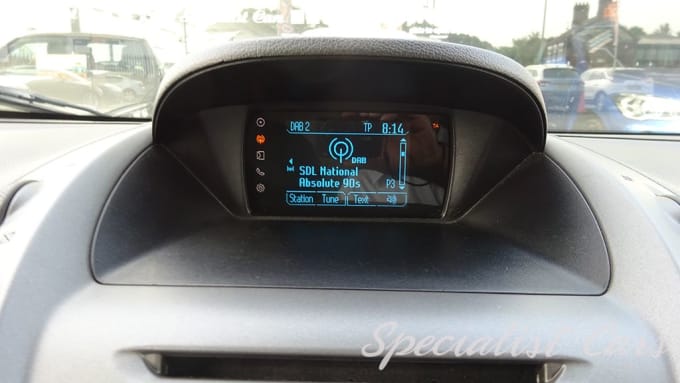 DAB 2 TP 8:14
DAB
SDL National
Absolute 90s P3
Station Tune Text
Specialist Cars